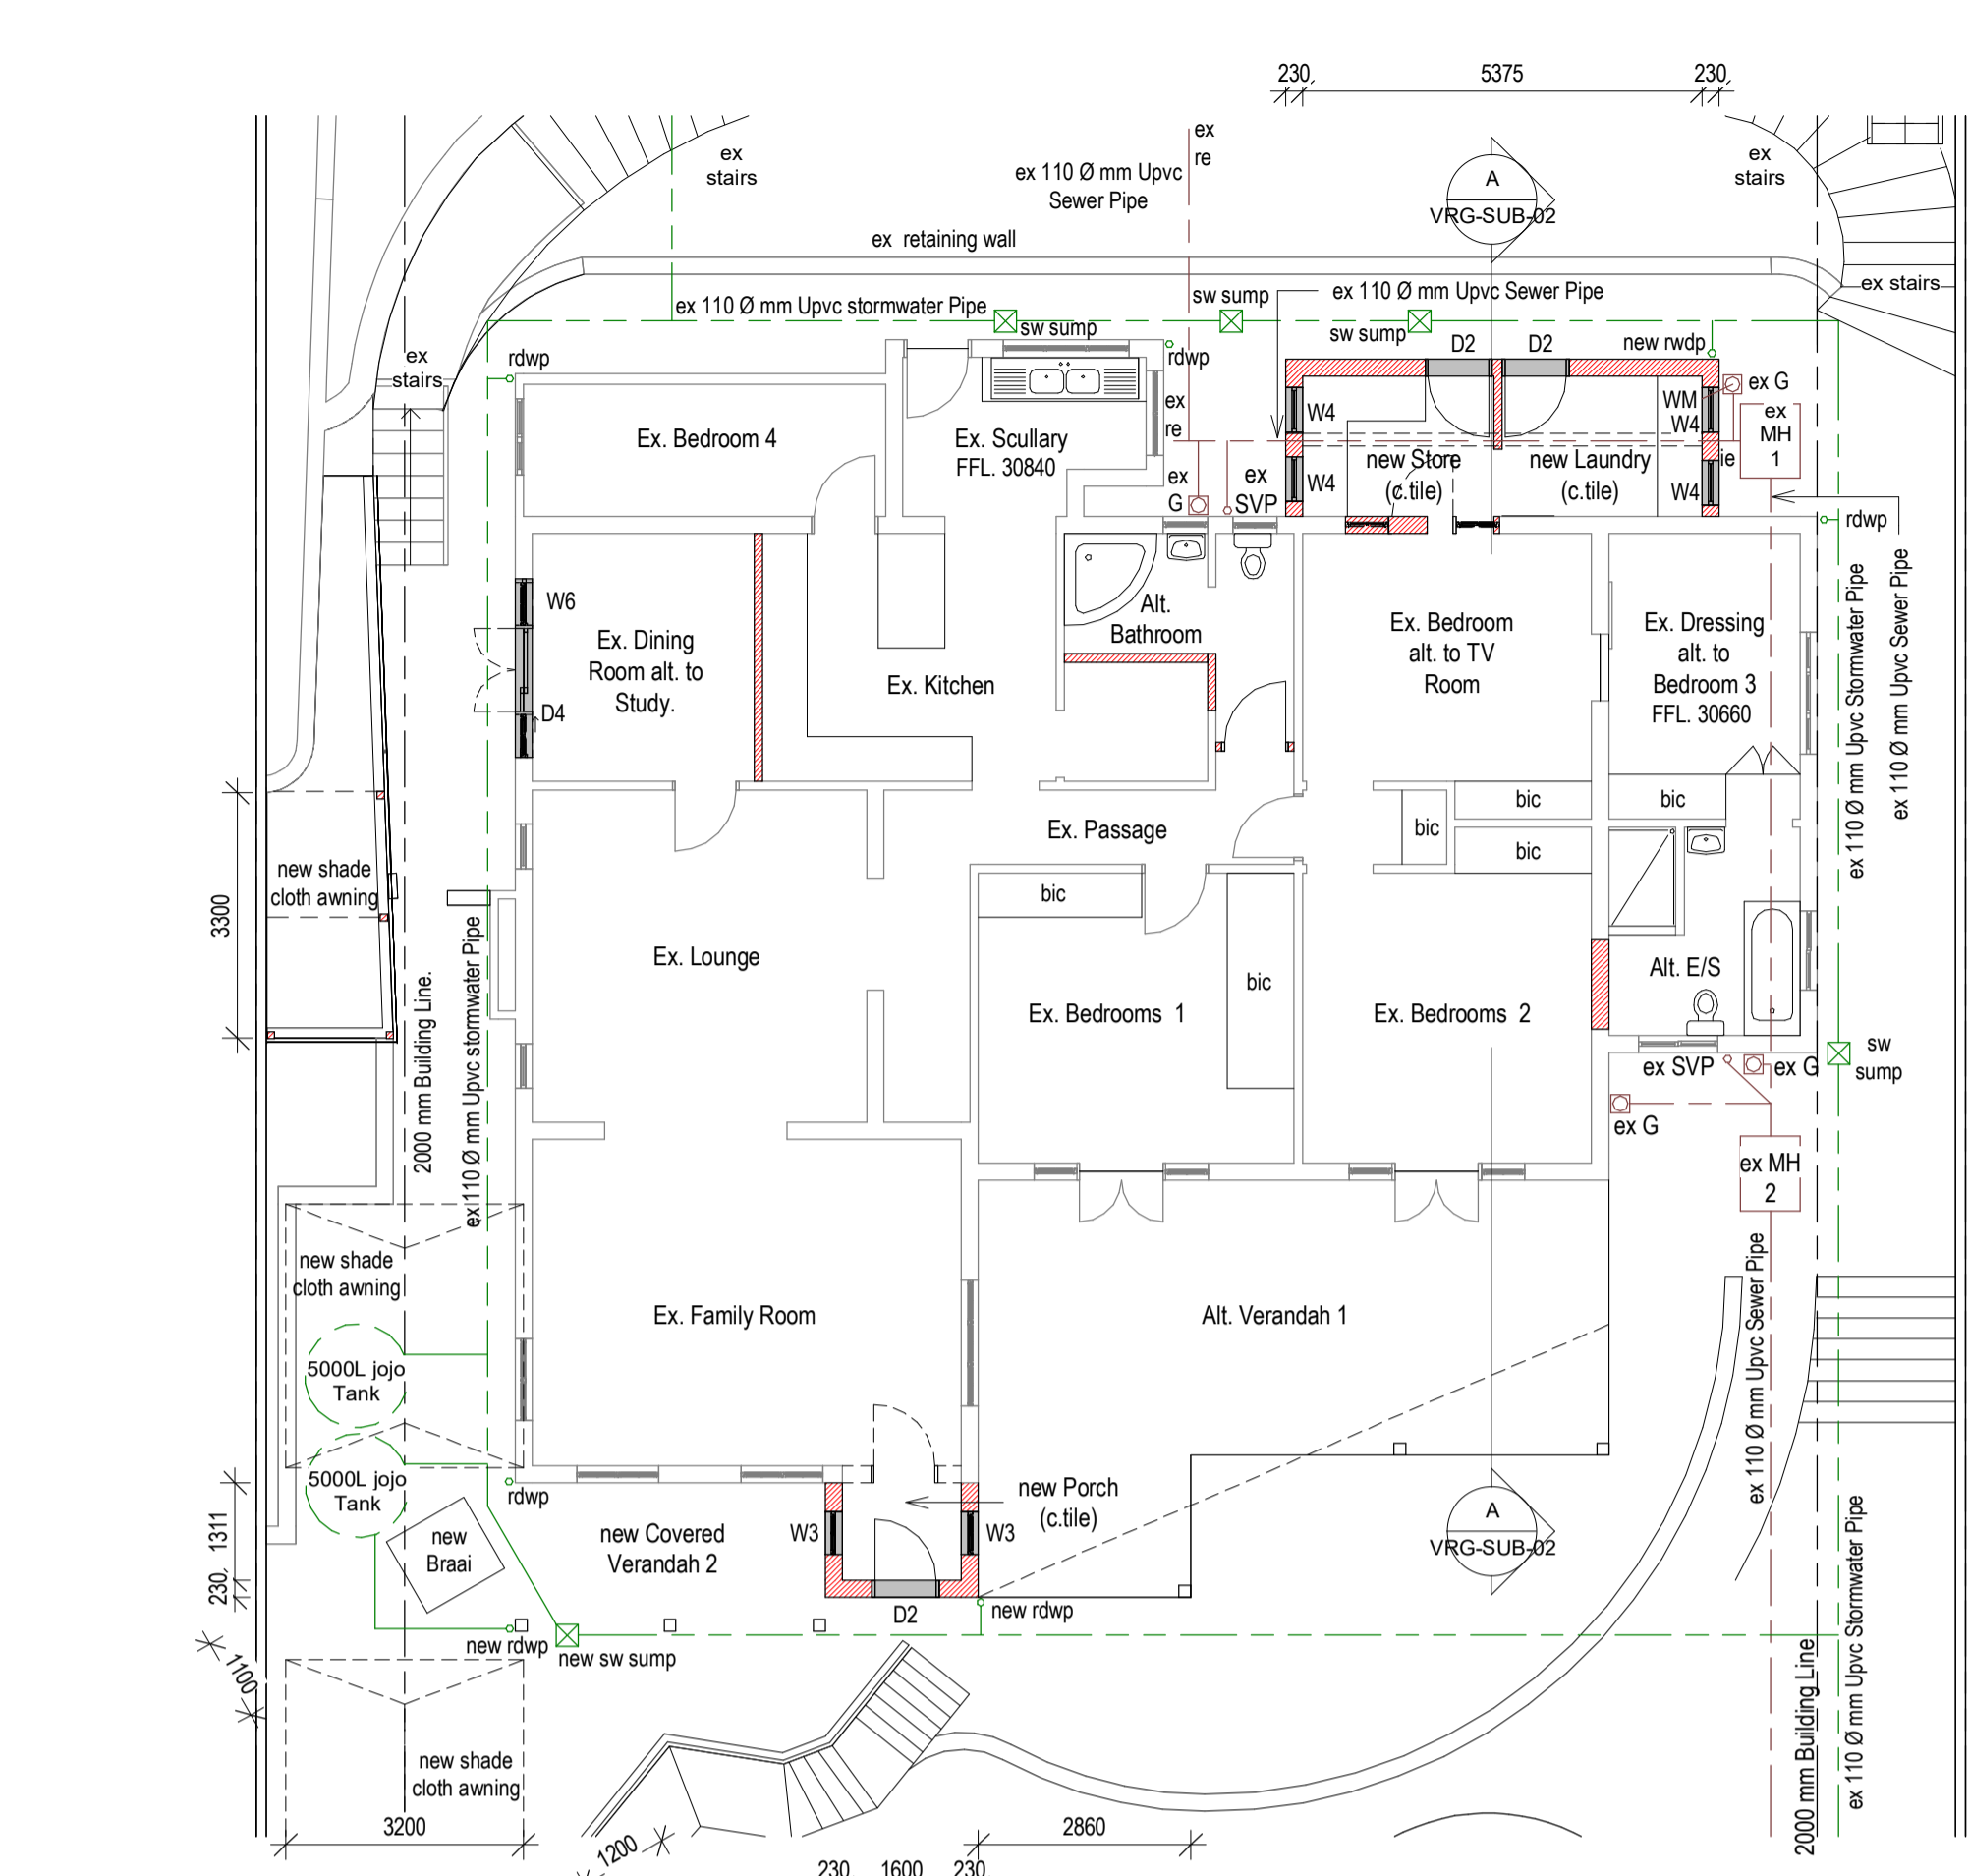 230
5375
230
ex
stairs
ex
re
ex 110 Ø mm Upvc
Sewer Pipe
A
VRG-SUB-02
ex
stairs
ex retaining wall
ex stairs
ex 110 Ø mm Upvc stormwater Pipe
sw sump
sw sump
ex 110 Ø mm Upvc Sewer Pipe
sw sump
D2
D2
new rwdp
ex
stairs
rdwp
rdwp
ex G
Ex. Bedroom 4
Ex. Scullary
FFL. 30840
ex
re
W4
WM
W4
ex
MH
1
ie
new Store
(c.tile)
new Laundry
(c.tile)
ex
G
ex
SVP
W4
W4
rdwp
W6
Ex. Dining
Room alt. to
Study.
D4
Ex. Kitchen
Alt.
Bathroom
Ex. Bedroom
alt. to TV
Room
Ex. Dressing
alt. to
Bedroom 3
FFL. 30660
ex 110 Ø mm Upvc Stormwater Pipe
ex 110 Ø mm Upvc Sewer Pipe
bic
bic
bic
bic
Ex. Passage
3300
new shade
cloth awning
bic
bic
Ex. Lounge
2000 mm Building Line.
ex 110 Ø mm Upvc stormwater Pipe
Ex. Bedrooms 1
Ex. Bedrooms 2
Alt. E/S
ex SVP
ex G
sw
sump
ex G
ex MH
2
new shade
cloth awning
Ex. Family Room
Alt. Verandah 1
ex 110 Ø mm Upvc Sewer Pipe
5000L jojo
Tank
5000L jojo
Tank
rdwp
new Porch
(c.tile)
1311
230
new
Braai
new Covered
Verandah 2
W3
W3
A
VRG-SUB-02
D2
new rdwp
new rdwp
new sw sump
1100
ex 110 Ø mm Upvc Stormwater Pipe
2000 mm Building Line
new shade
cloth awning
3200
1200
2860
230
1600
230